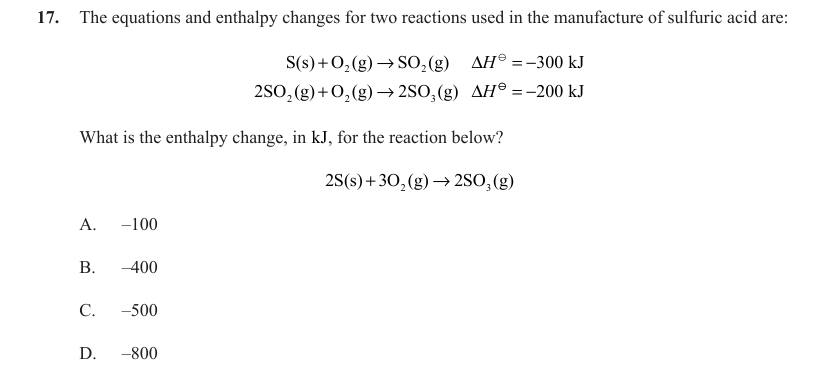 17. The equations and enthalpy changes for two reactions used in the manufacture of sulfuric acid are:
S(s)+O₂(g)→SO₂(g) ΔH⊖ =−300 kJ
2SO₂(g)+O₂(g)→2SO₃(g) ΔH⊖ =−200 kJ
What is the enthalpy change, in kJ, for the reaction below?
2S(s)+3O₂(g)→2SO₃(g)
A. –100
B. –400
C. –500
D. –800